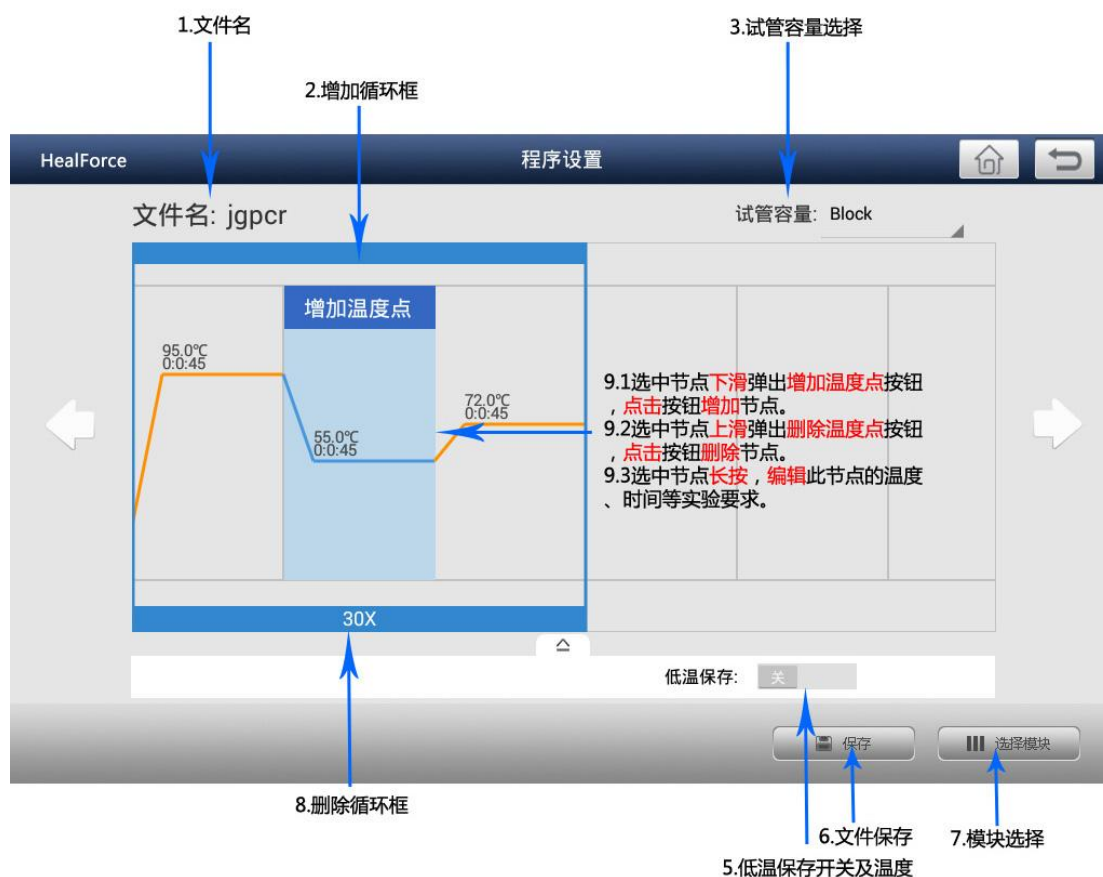 1.文件名
3.试管容量选择
2.增加循环框
HealForce
程序设置
文件名: jgpcr
试管容量: Block
增加温度点
95.0℃
0:0:45
55.0℃
0:0:45
72.0℃
0:0:45
9.1选中节点下滑弹出增加温度点按钮
，点击按钮增加节点。
9.2选中节点上滑弹出删除温度点按钮
，点击按钮删除节点。
9.3选中节点长按，编辑此节点的温度
、时间等实验要求。
30X
低温保存: 关
保存
选择模块
8.删除循环框
6.文件保存
7.模块选择
5.低温保存开关及温度